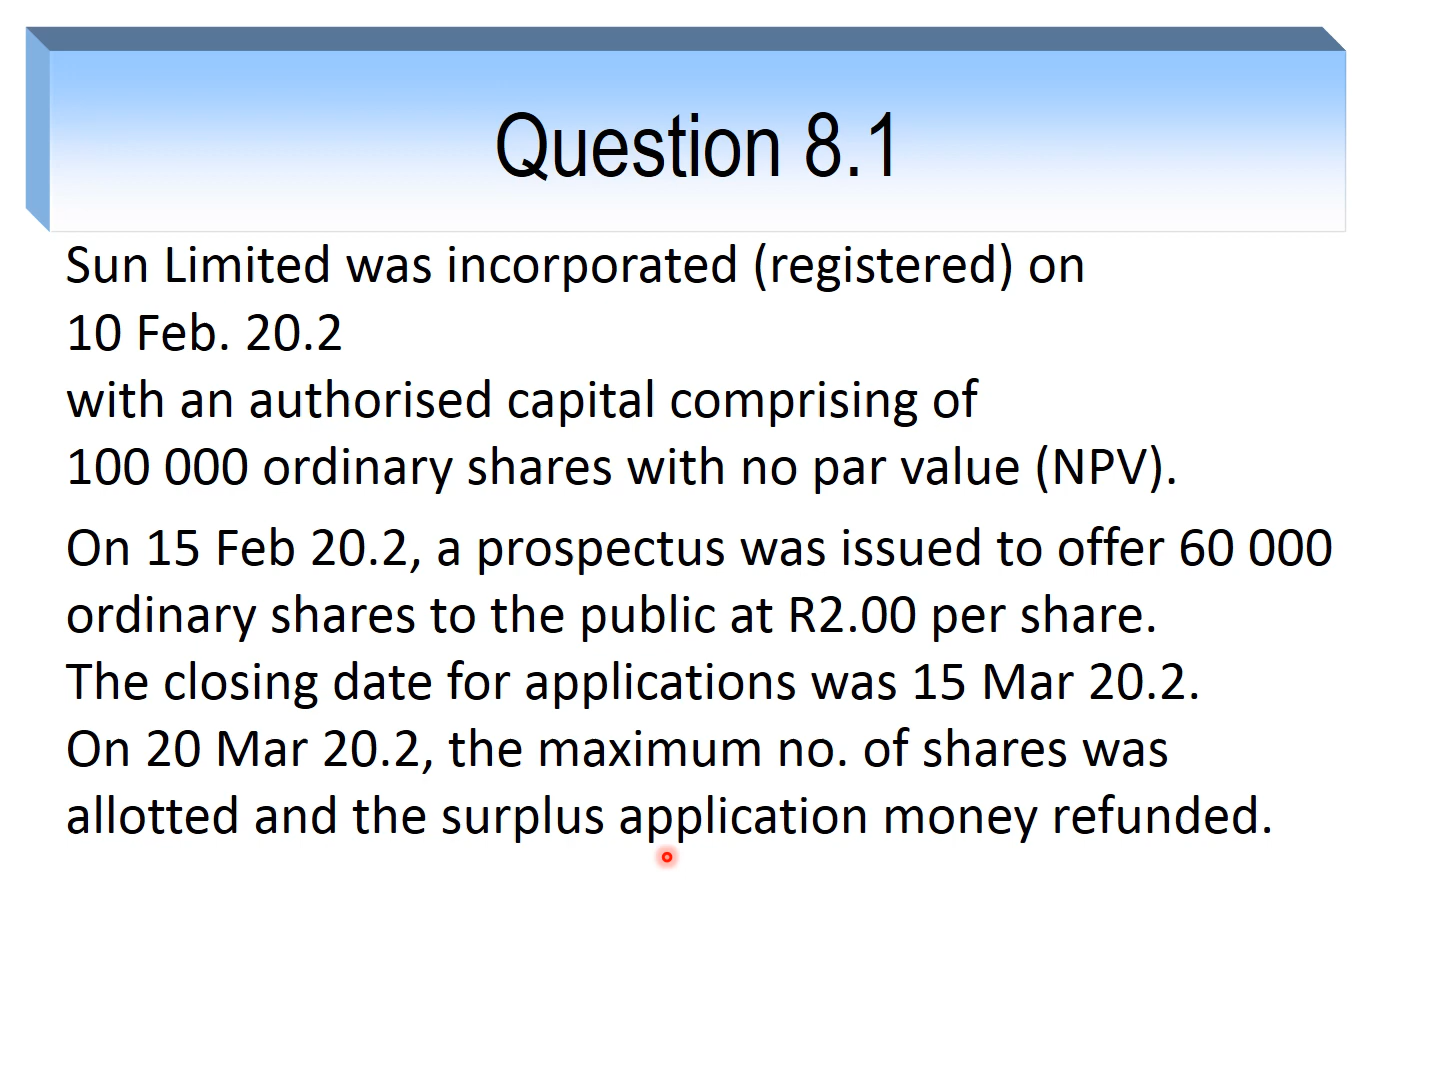 Question 8.1
Sun Limited was incorporated (registered) on
10 Feb. 20.2
with an authorised capital comprising of
100 000 ordinary shares with no par value (NPV).
On 15 Feb 20.2, a prospectus was issued to offer 60 000
ordinary shares to the public at R2.00 per share.
The closing date for applications was 15 Mar 20.2.
On 20 Mar 20.2, the maximum no. of shares was
allotted and the surplus application money refunded.